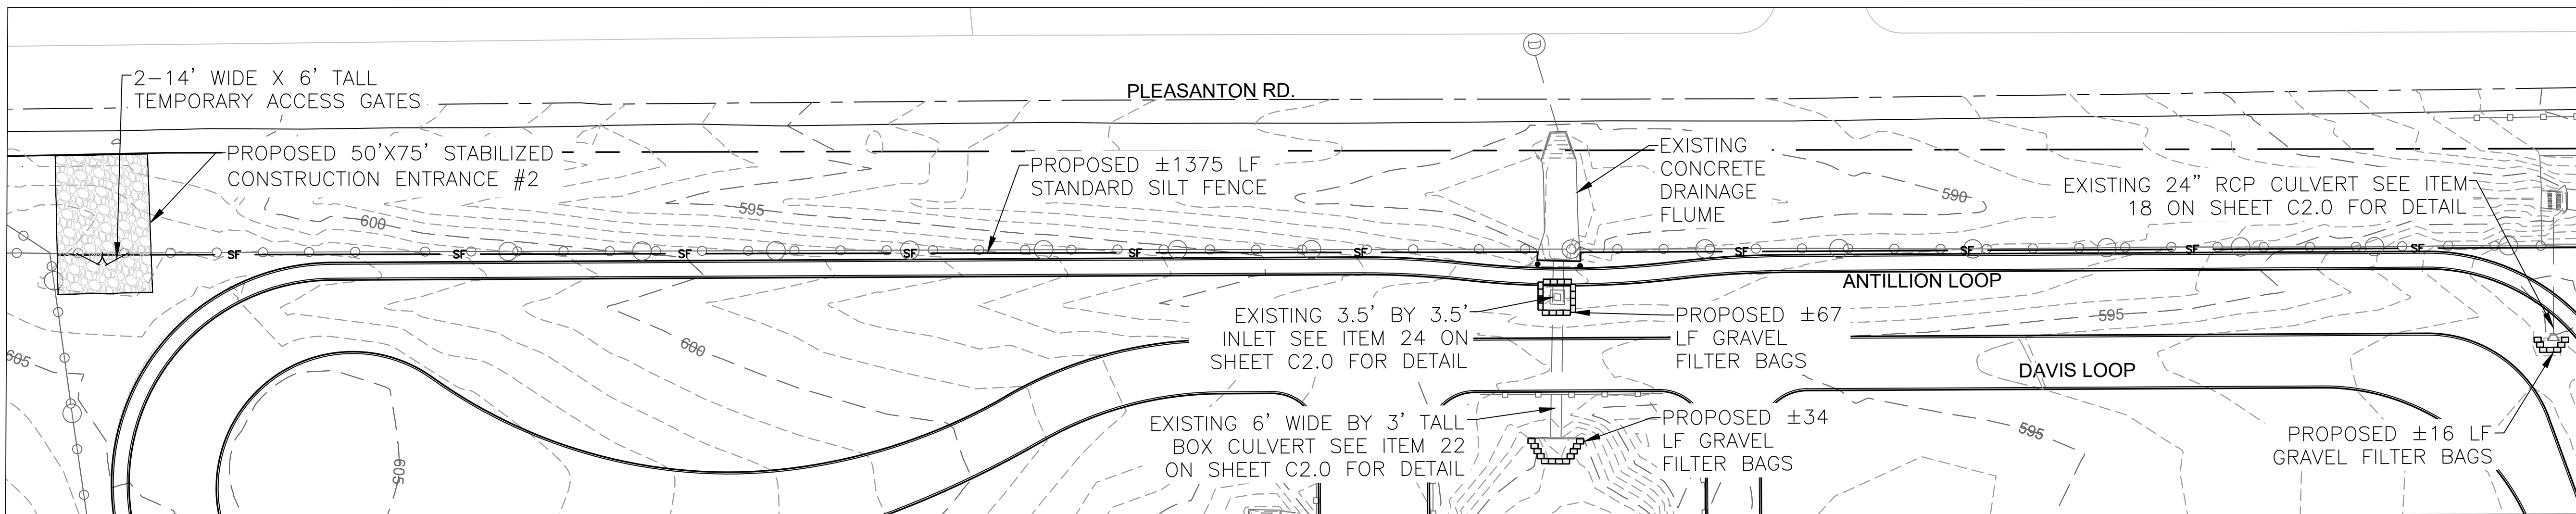 2-14' WIDE X 6' TALL
TEMPORARY ACCESS GATES
PLEASANTON RD.
D
PROPOSED 50'X75' STABILIZED
CONSTRUCTION ENTRANCE #2
PROPOSED ±1375 LF
STANDARD SILT FENCE
EXISTING
CONCRETE
DRAINAGE
FLUME
EXISTING 24" RCP CULVERT SEE ITEM
18 ON SHEET C2.0 FOR DETAIL
600
595
590
SF
SF
SF
SF
SF
SF
SF
SF
SF
SF
ANTILLION LOOP
EXISTING 3.5' BY 3.5'
INLET SEE ITEM 24 ON
SHEET C2.0 FOR DETAIL
PROPOSED ±67
LF GRAVEL
FILTER BAGS
595
605
600
DAVIS LOOP
EXISTING 6' WIDE BY 3' TALL
BOX CULVERT SEE ITEM 22
ON SHEET C2.0 FOR DETAIL
PROPOSED ±34
LF GRAVEL
FILTER BAGS
595
PROPOSED ±16 LF
GRAVEL FILTER BAGS
605